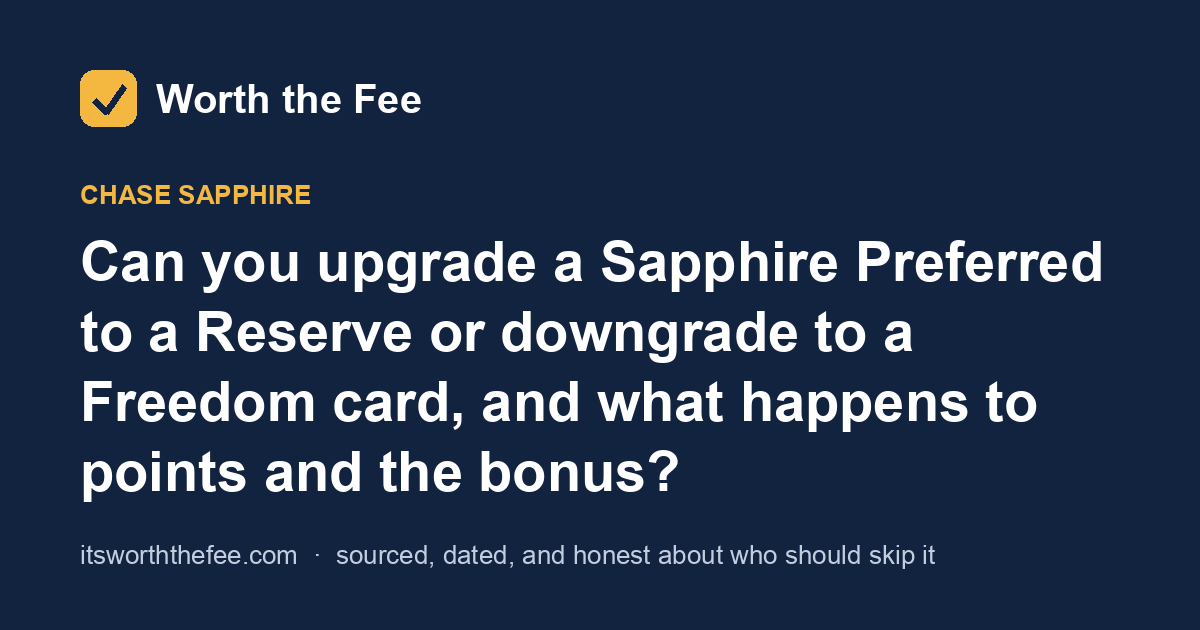 Worth the Fee
CHASE SAPPHIRE
Can you upgrade a Sapphire Preferred
to a Reserve or downgrade to a
Freedom card, and what happens to
points and the bonus?
itsworththefee.com · sourced, dated, and honest about who should skip it